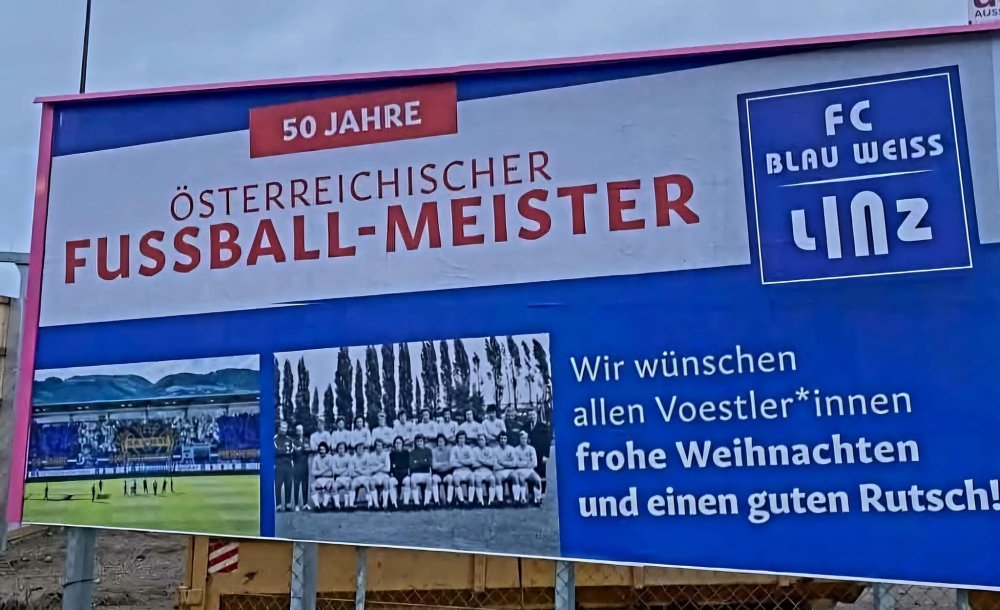 50 JAHRE
ÖSTERREICHISCHER
FUSSBALL-MEISTER
FC
BLAU WEISS
LINZ
Wir wünschen
allen Voestler*innen
frohe Weihnachten
und einen guten Rutsch!